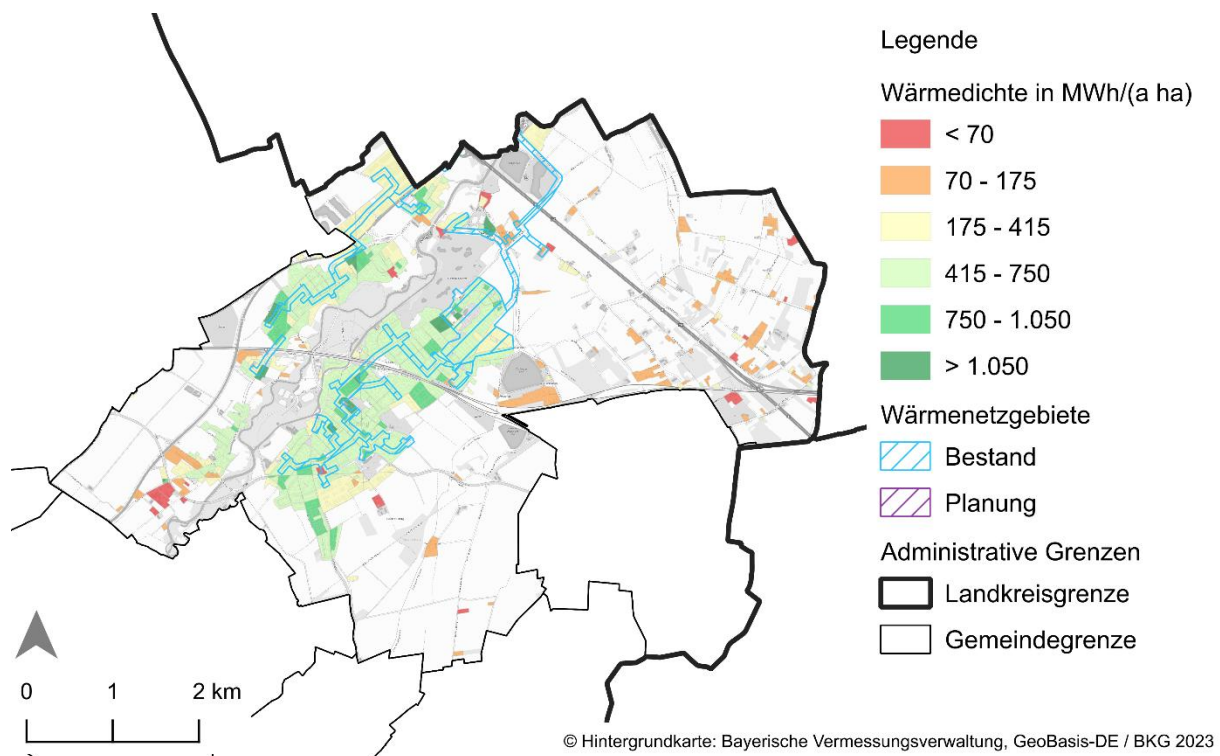 Legende
Wärmedichte in MWh/(a ha)
< 70
70 - 175
175 - 415
415 - 750
750 - 1.050
> 1.050
Wärmenetzgebiete
Bestand
Planung
Administrative Grenzen
Landkreisgrenze
Gemeindegrenze
0 1 2 km
© Hintergrundkarte: Bayerische Vermessungsverwaltung, GeoBasis-DE / BKG 2023